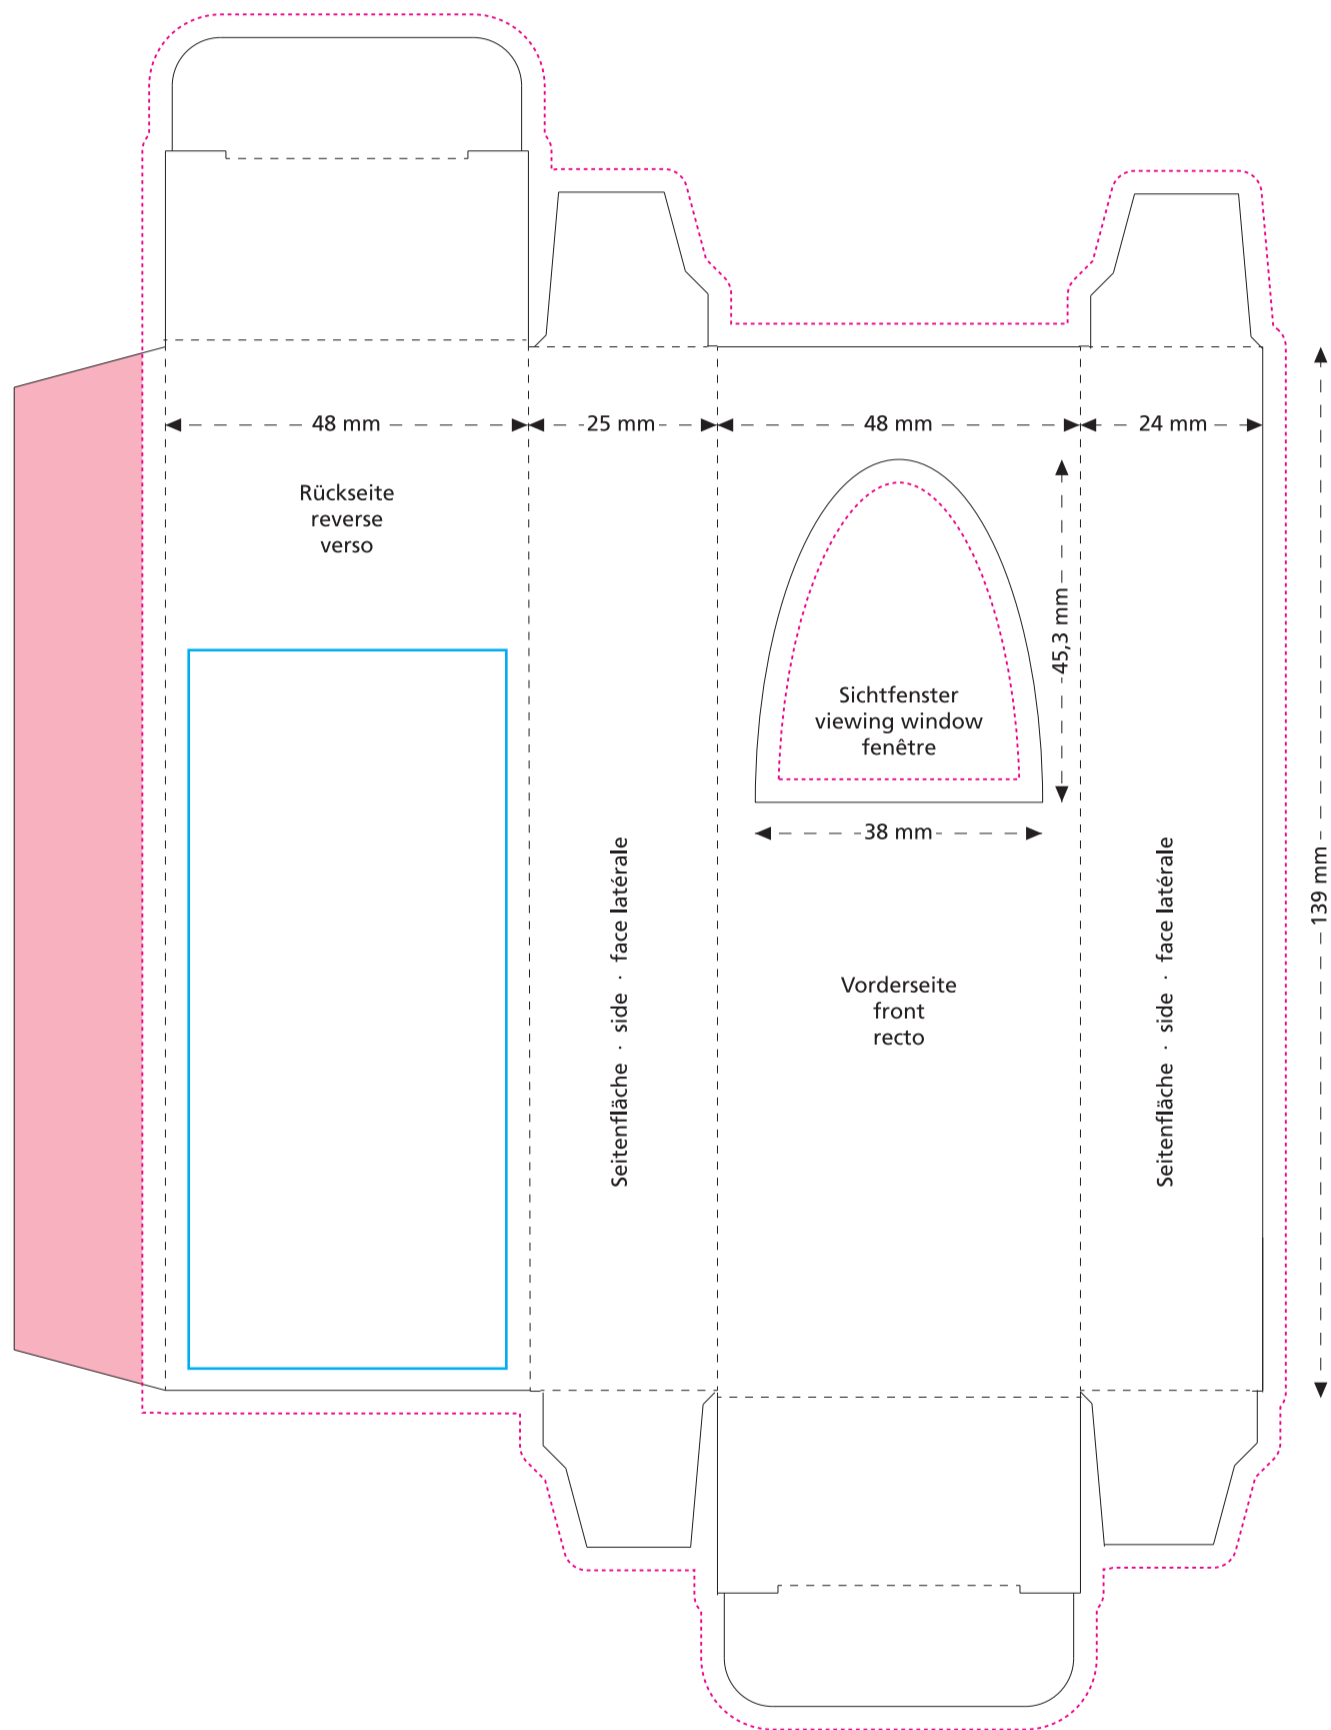 48 mm
25 mm
48 mm
24 mm
Rückseite
reverse
verso
45,3 mm
Sichtfenster
viewing window
fenêtre
38 mm
139 mm
Seitenfläche · side · face latérale
Vorderseite
front
recto
Seitenfläche · side · face latérale